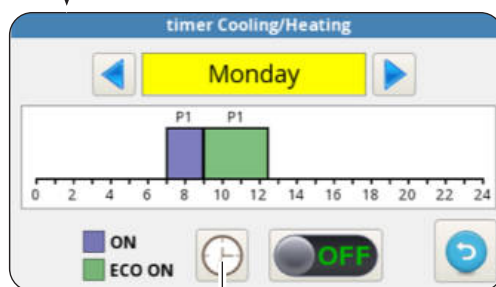 timer Cooling/Heating
Monday
P1 P1
0 2 4 6 8 10 12 14 16 18 20 22 24
ON
ECO ON
OFF